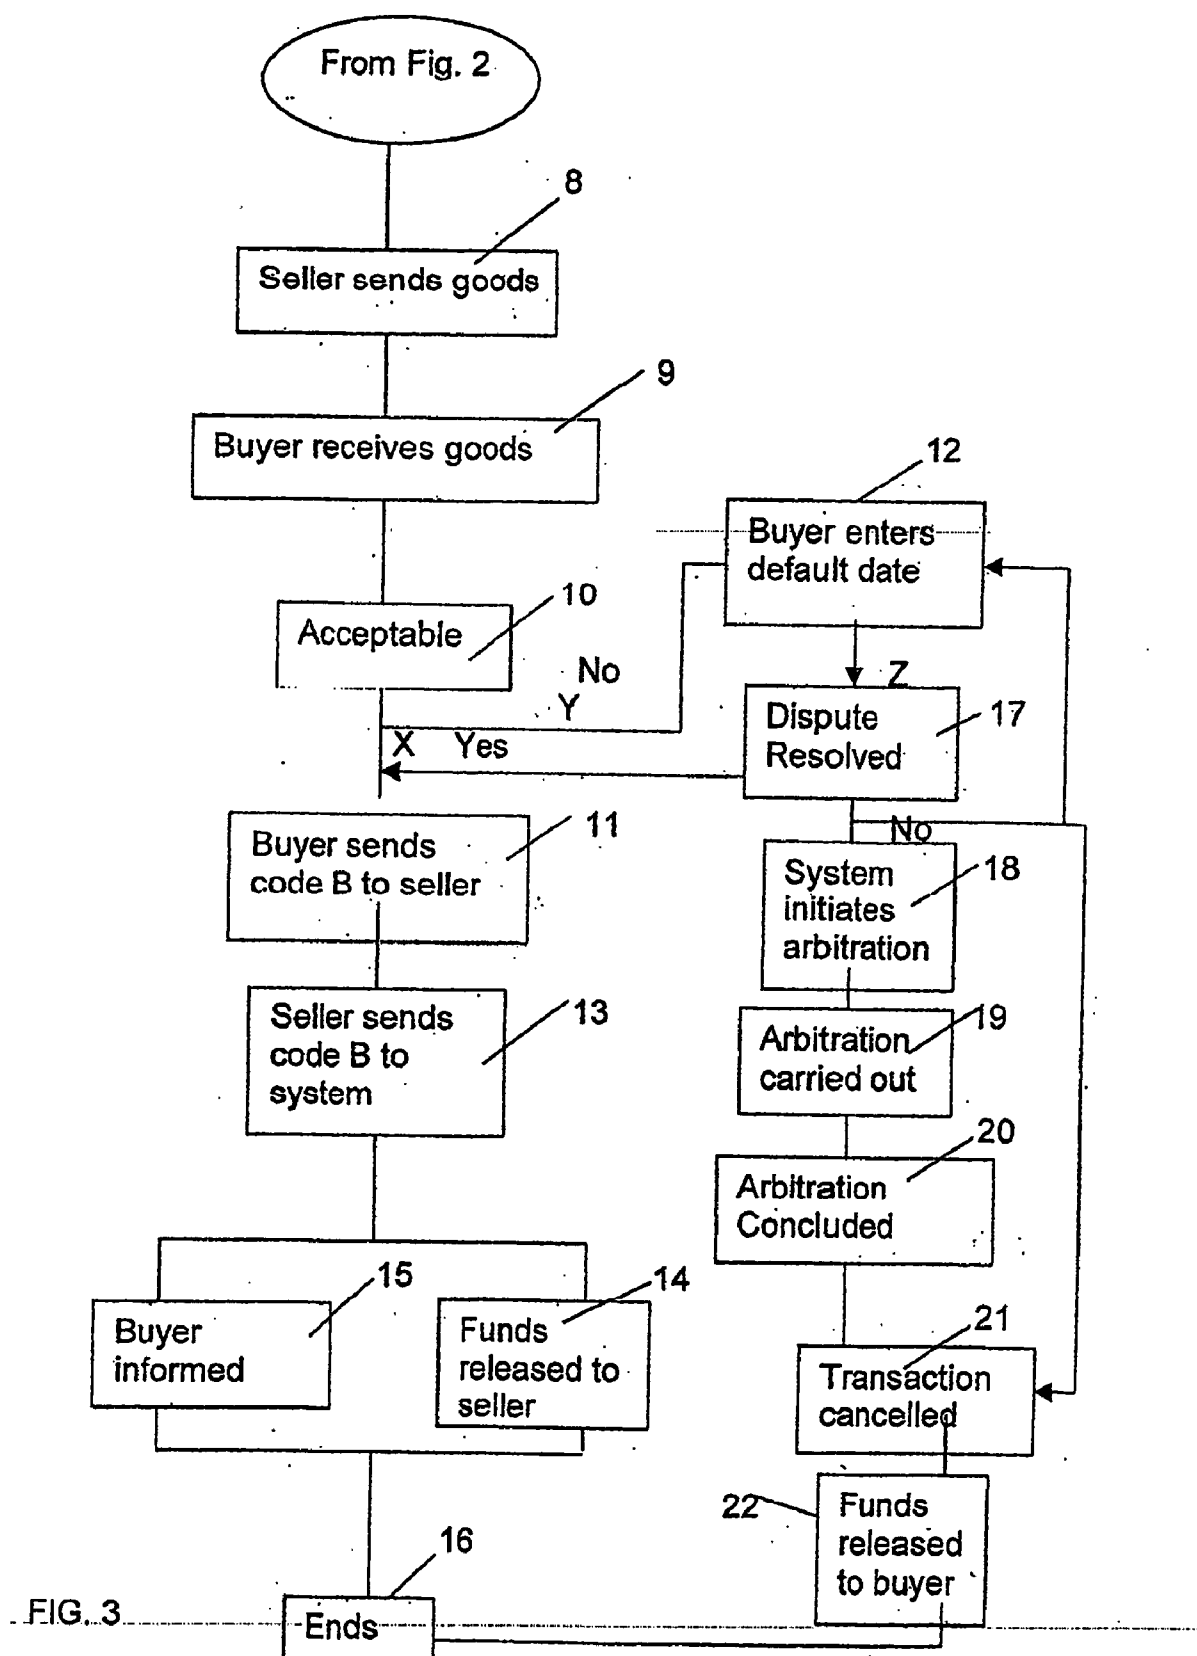 From Fig. 2
8
Seller sends goods
9
Buyer receives goods
12
Buyer enters
default date
10
Acceptable
No
Y
Z
X Yes
17
Dispute
Resolved
No
11
Buyer sends
code B to seller
18
System
initiates
arbitration
13
Seller sends
code B to
system
19
Arbitration
carried out
20
Arbitration
Concluded
15
Buyer
informed
14
Funds
released to
seller
21
Transaction
cancelled
22
Funds
released
to buyer
16
Ends
FIG. 3